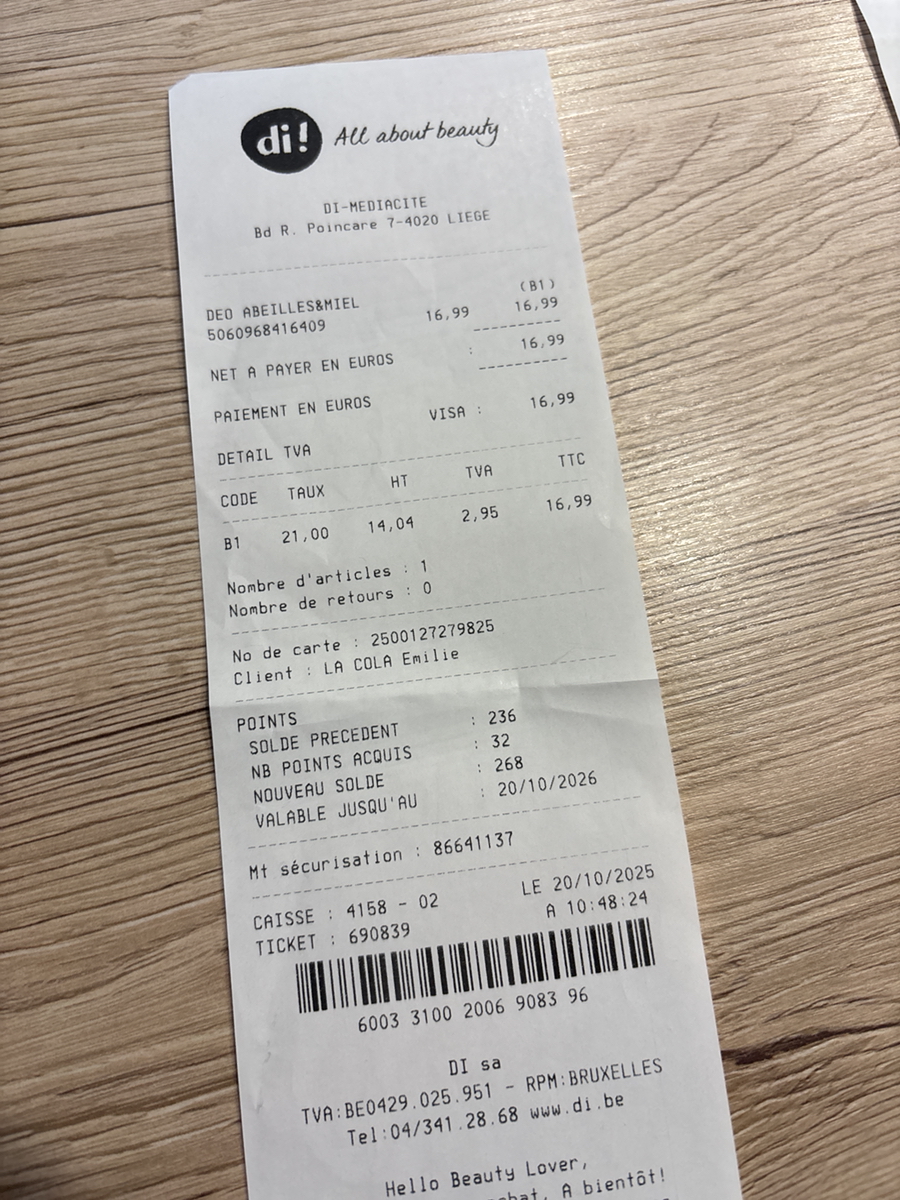 di! All about beauty
DI-MEDIACITE
Bd R. Poincare 7-4020 LIEGE
(B1)
DEO ABEILLES&MIEL
5060968416409 16,99 16,99
NET A PAYER EN EUROS : 16,99
PAIEMENT EN EUROS VISA : 16,99
DETAIL TVA
CODE TAUX HT TVA TTC
B1 21,00 14,04 2,95 16,99
Nombre d'articles : 1
Nombre de retours : 0
No de carte : 2500127279825
Client : LA COLA Emilie
POINTS
SOLDE PRECEDENT : 236
NB POINTS ACQUIS : 32
NOUVEAU SOLDE : 268
VALABLE JUSQU'AU : 20/10/2026
Mt sécurisation : 86641137
CAISSE : 4158 - 02 LE 20/10/2025
TICKET : 690839 A 10:48:24
6003 3100 2006 9083 96
DI sa
TVA:BE0429.025.951 - RPM:BRUXELLES
Tel:04/341.28.68 www.di.be
Hello Beauty Lover,
A bientôt!